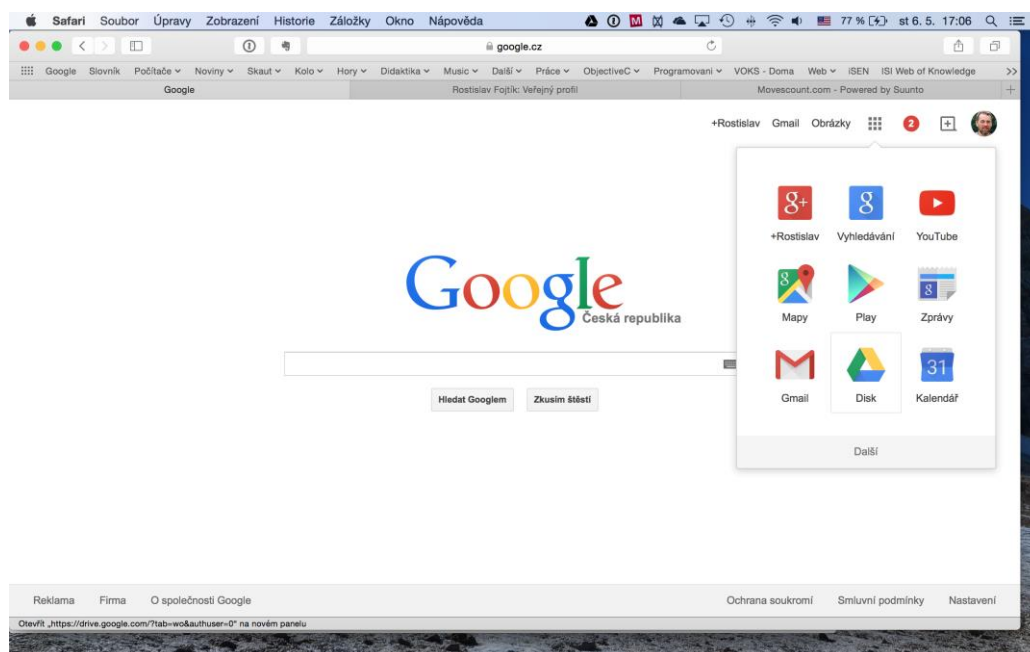 Safari Soubor Úpravy Zobrazení Historie Záložky Okno Nápověda 77 % st 6. 5. 17:06
google.cz
Google Slovník Počítače Noviny Skaut Kolo Hory Didaktika Music Další Práce ObjectiveC Programovani VOKS - Doma Web iSEN ISI Web of Knowledge >>
Google Rostislav Fojtík: Veřejný profil Movescount.com - Powered by Suunto +
+Rostislav Gmail Obrázky 2
+Rostislav Vyhledávání YouTube
Google
Česká republika
Mapy Play Zprávy
31
Gmail Disk Kalendář
Hledat Googlem Zkusím štěstí
Další
Reklama Firma O společnosti Google Ochrana soukromí Smluvní podmínky Nastavení
Otevřít „https://drive.google.com/?tab=wo&authuser=0“ na novém panelu